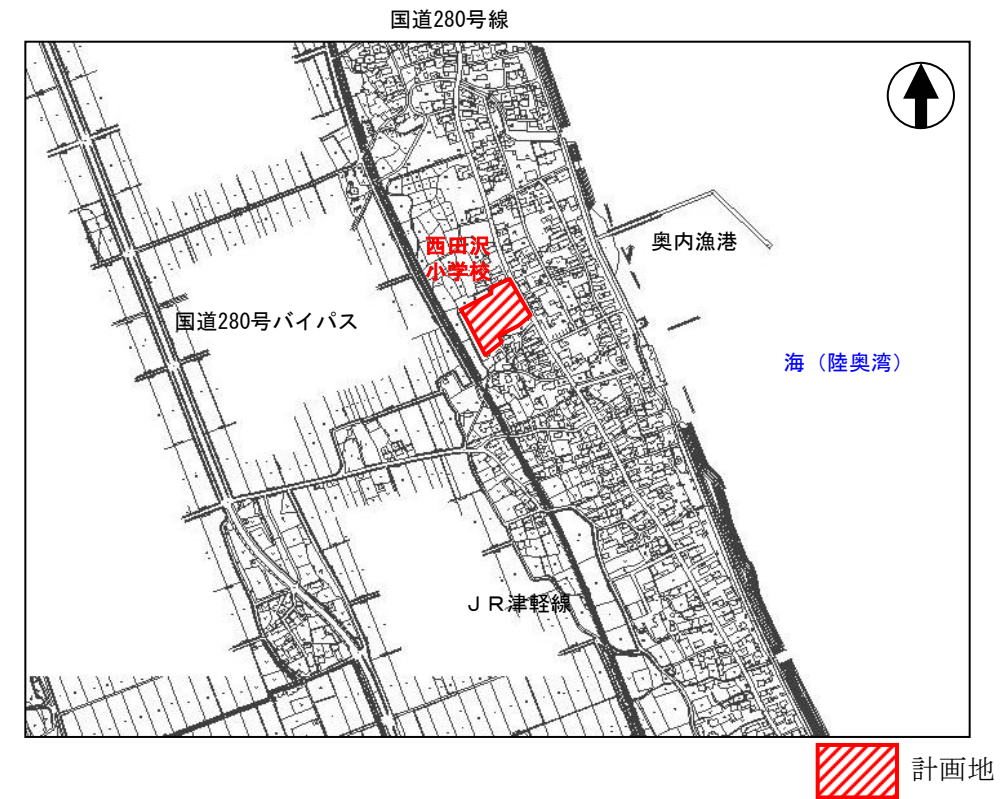 国道280号線
奥内漁港
西田沢
小学校
国道280号バイパス
海（陸奥湾）
ＪＲ津軽線
計画地